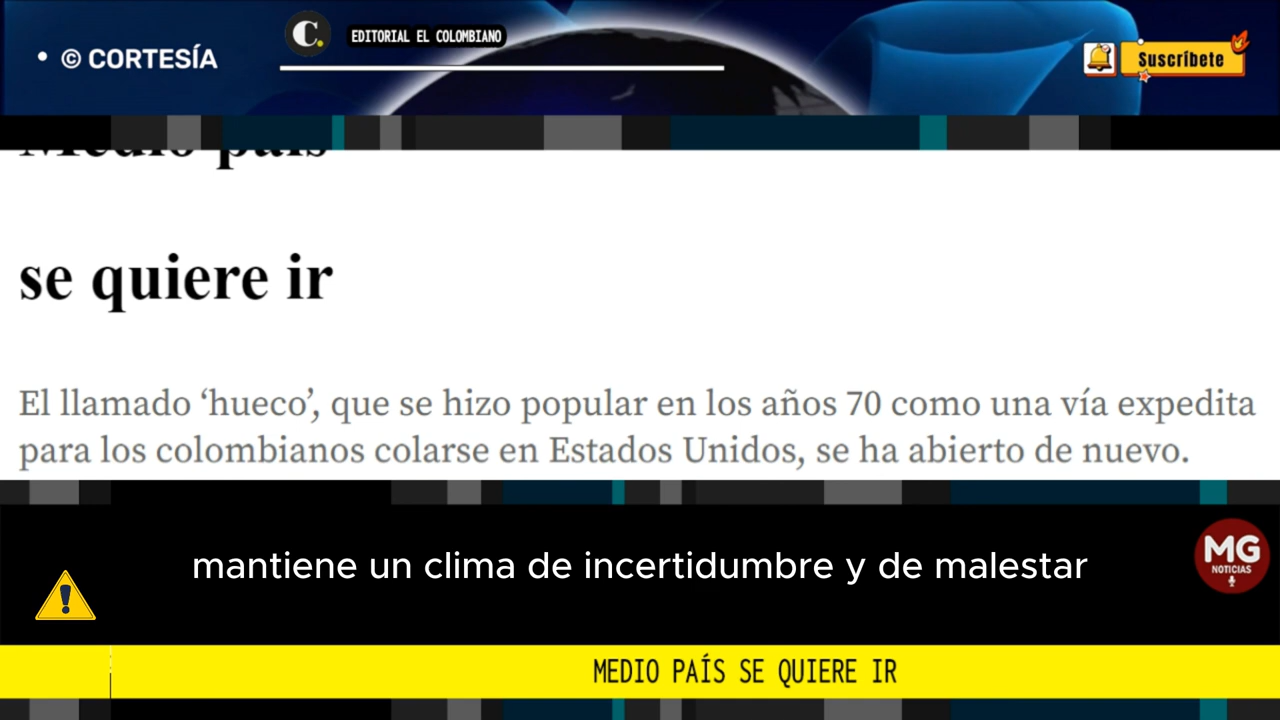 • © CORTESÍA
C.
EDITORIAL EL COLOMBIANO
Suscríbete
Medio país
se quiere ir
El llamado ‘hueco’, que se hizo popular en los años 70 como una vía expedita
para los colombianos colarse en Estados Unidos, se ha abierto de nuevo.
mantiene un clima de incertidumbre y de malestar
MG
NOTICIAS
MEDIO PAÍS SE QUIERE IR